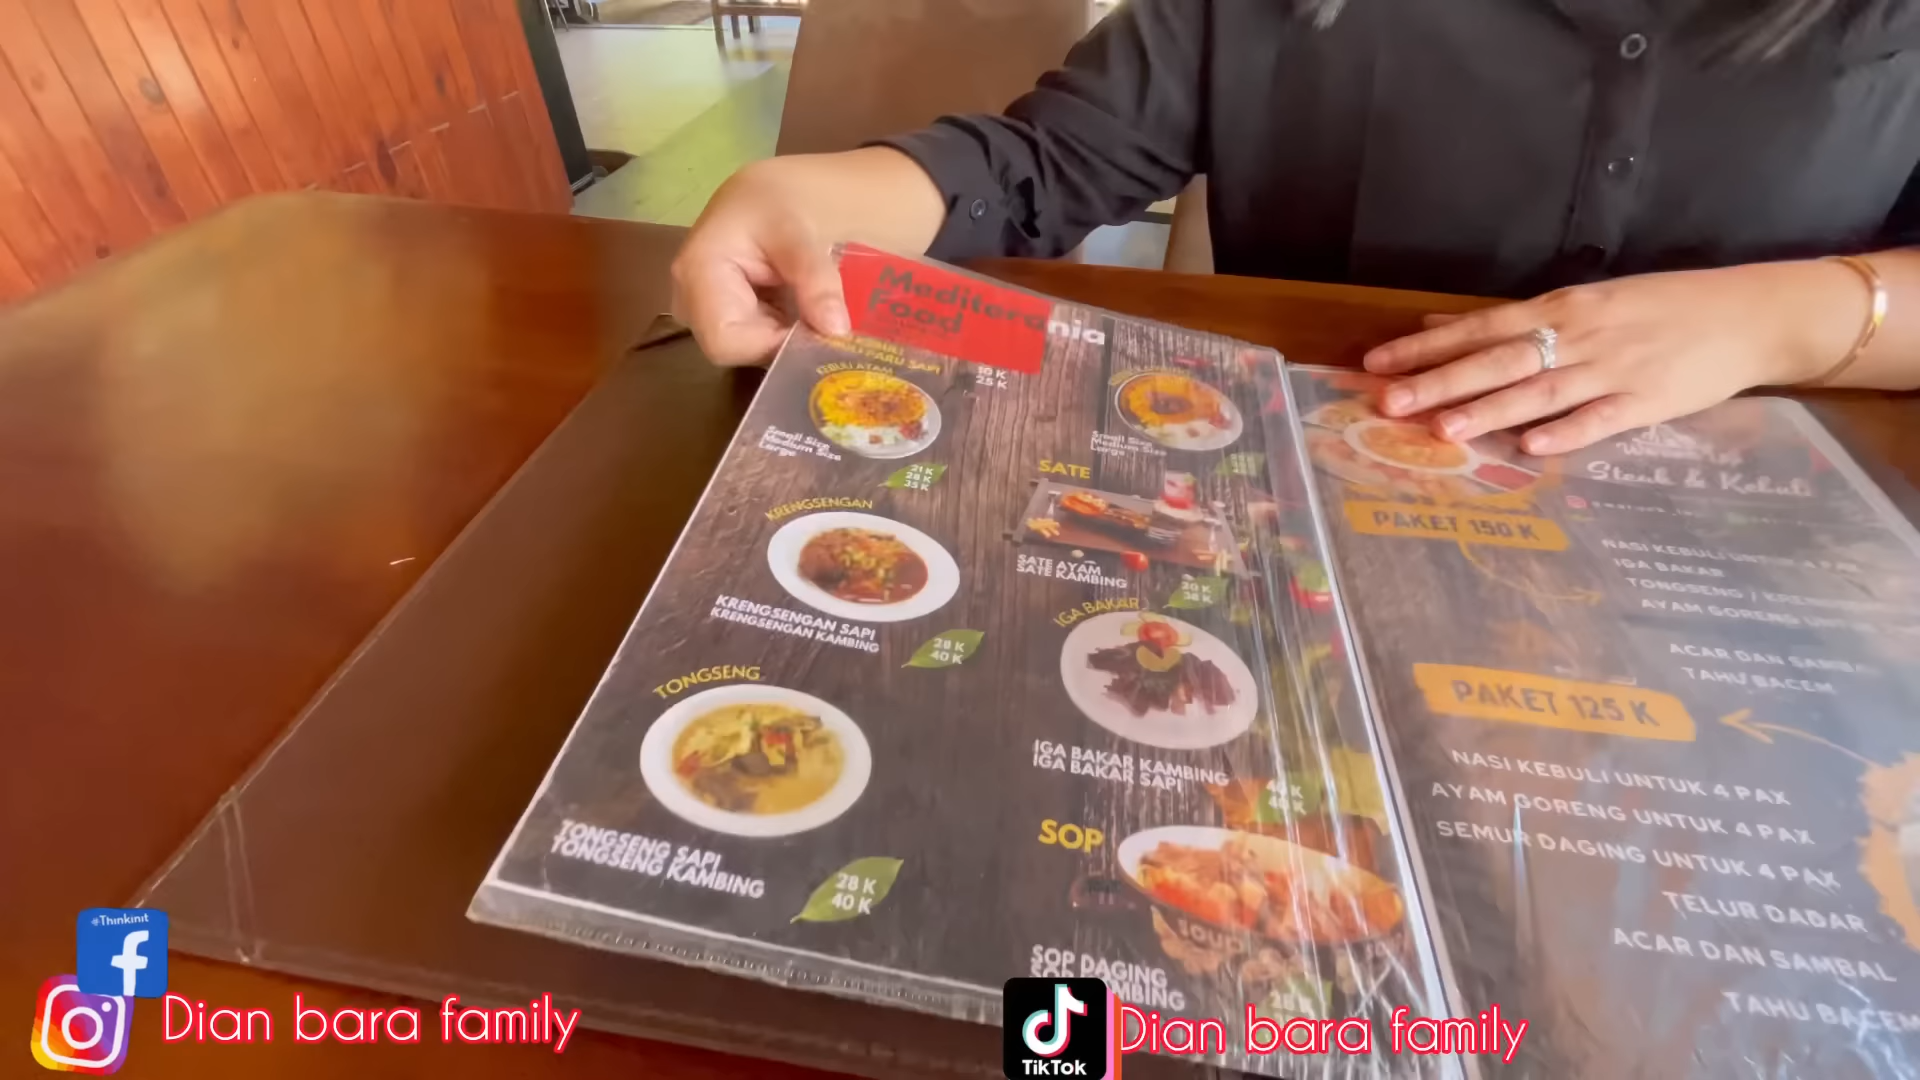 Mediterania
Food
KEBULI PARU SAPI
10 K
25 K
KEBULI AYAM
Small Size
Medium Size
Large
21 K
28 K
35 K
Small Size
Medium Size
Large
KRENGSENGAN
KRENGSENGAN SAPI
KRENGSENGAN KAMBING
28 K
40 K
TONGSENG
TONGSENG SAPI
TONGSENG KAMBING
28 K
40 K
SATE
SATE AYAM
SATE KAMBING
IGA BAKAR
IGA BAKAR KAMBING
IGA BAKAR SAPI
SOP
SOUP
SOP DAGING
Steak & Kebuli
PAKET 150 K
NASI KEBULI UNTUK 4 PAX
IGA BAKAR
TONGSENG /
AYAM GORENG
ACAR DAN SAMBAL
TAHU BACEM
PAKET 125 K
NASI KEBULI UNTUK 4 PAX
AYAM GORENG UNTUK 4 PAX
SEMUR DAGING UNTUK 4 PAX
TELUR DADAR
ACAR DAN SAMBAL
TAHU BACEM
@Thinkinit
Dian bara family
TikTok
Dian bara family